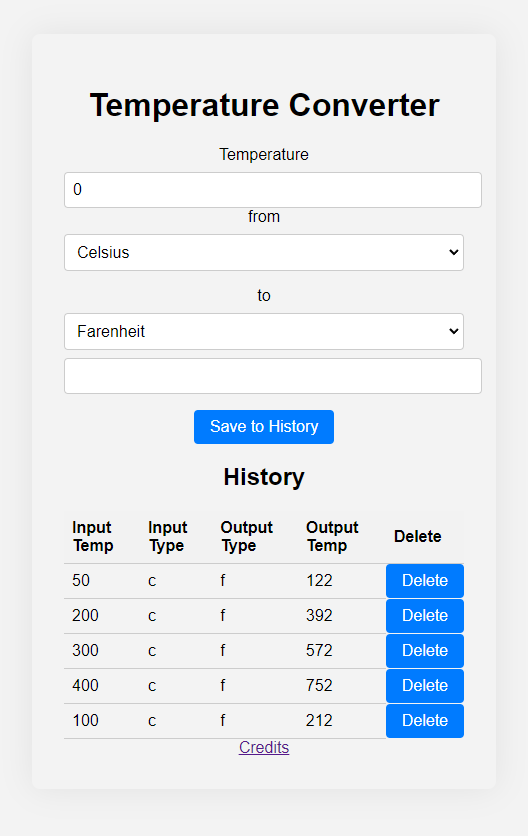 Temperature Converter
Temperature
0
from
Celsius
to
Farenheit
Save to History
History
Input Temp Input Type Output Type Output Temp Delete
50 c f 122 Delete
200 c f 392 Delete
300 c f 572 Delete
400 c f 752 Delete
100 c f 212 Delete
Credits